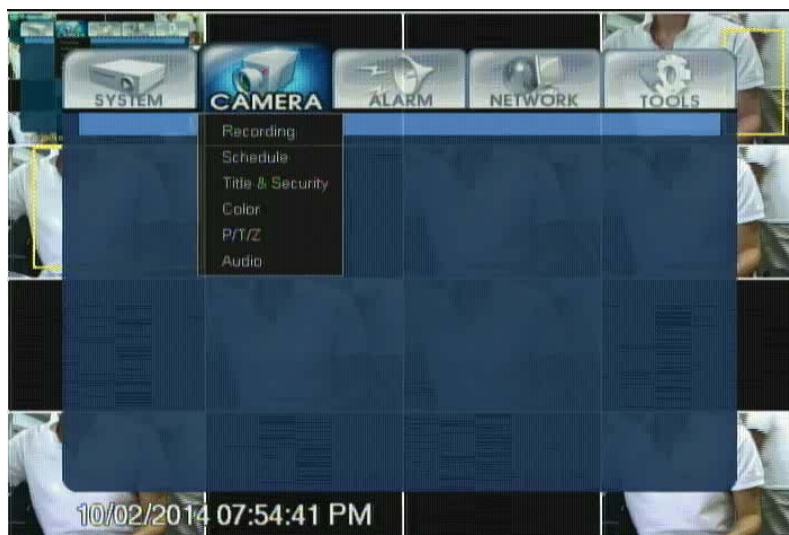 SYSTEM CAMERA ALARM NETWORK TOOLS
Recording
Schedule
Title & Security
Color
P/T/Z
Audio
10/02/2014 07:54:41 PM